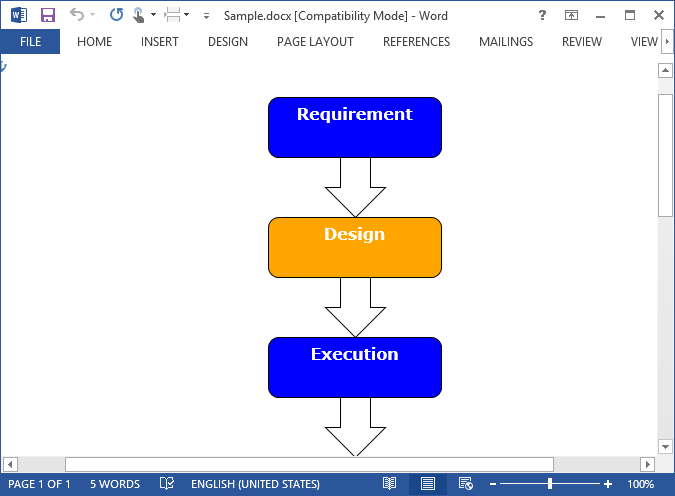 Sample.docx [Compatibility Mode] - Word
FILE HOME INSERT DESIGN PAGE LAYOUT REFERENCES MAILINGS REVIEW VIEW
Requirement
Design
Execution
PAGE 1 OF 1 5 WORDS ENGLISH (UNITED STATES) 100%